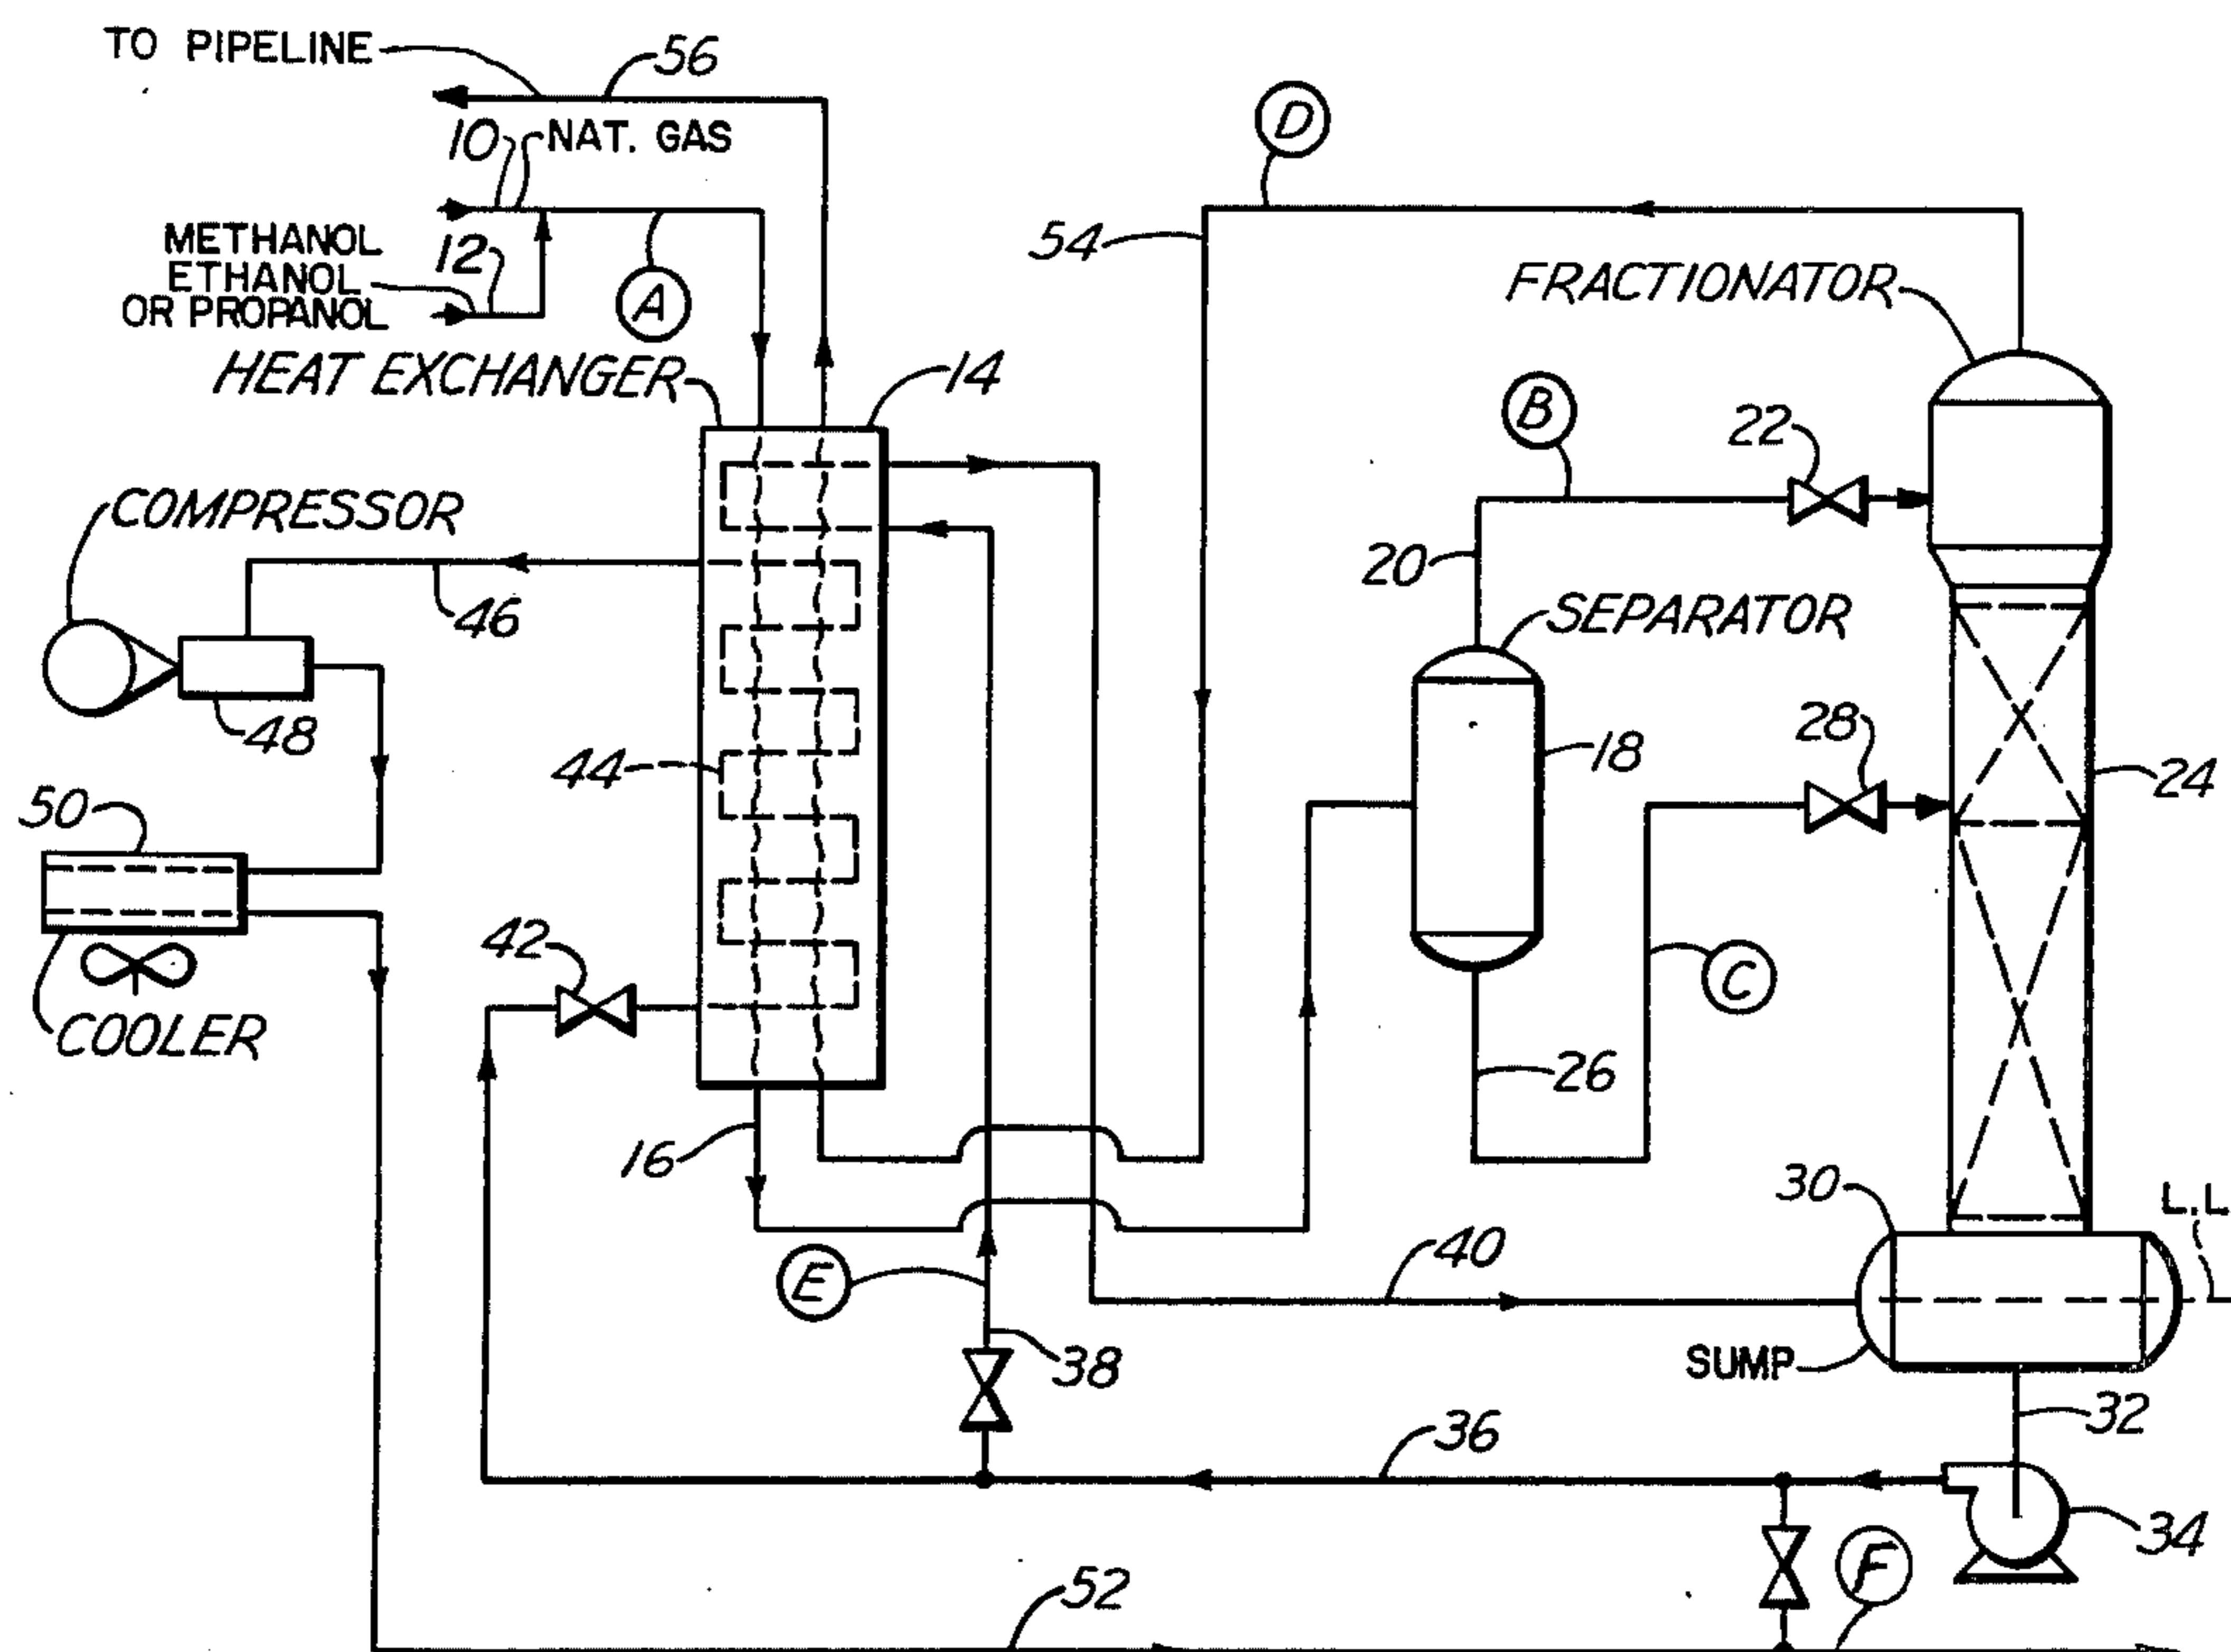 TO PIPELINE
56
10
NAT. GAS
D
METHANOL
ETHANOL
OR PROPANOL
12
A
54
FRACTIONATOR
HEAT EXCHANGER
14
B
22
COMPRESSOR
20
46
SEPARATOR
48
44
18
28
24
50
42
C
COOLER
26
16
30
L.L.
E
40
38
SUMP
32
36
34
52
F